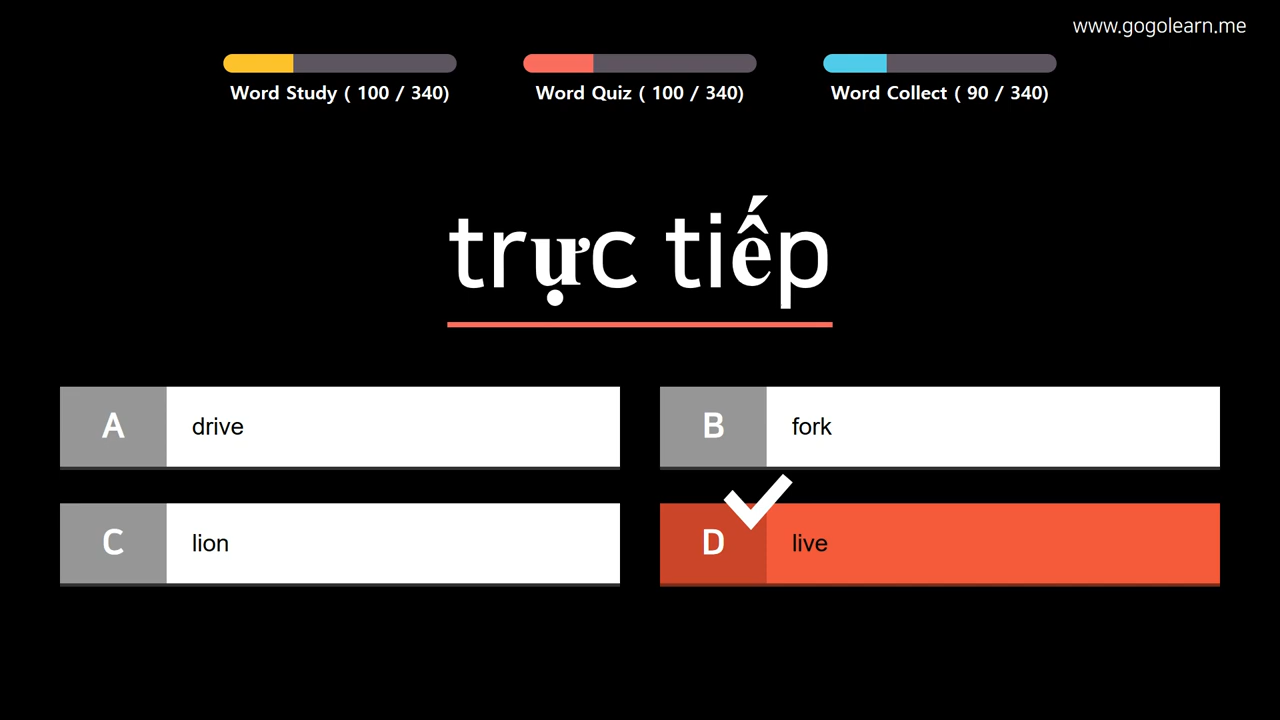 www.gogolearn.me
Word Study ( 100 / 340)
Word Quiz ( 100 / 340)
Word Collect ( 90 / 340)
trực tiếp
A drive
B fork
C lion
D live